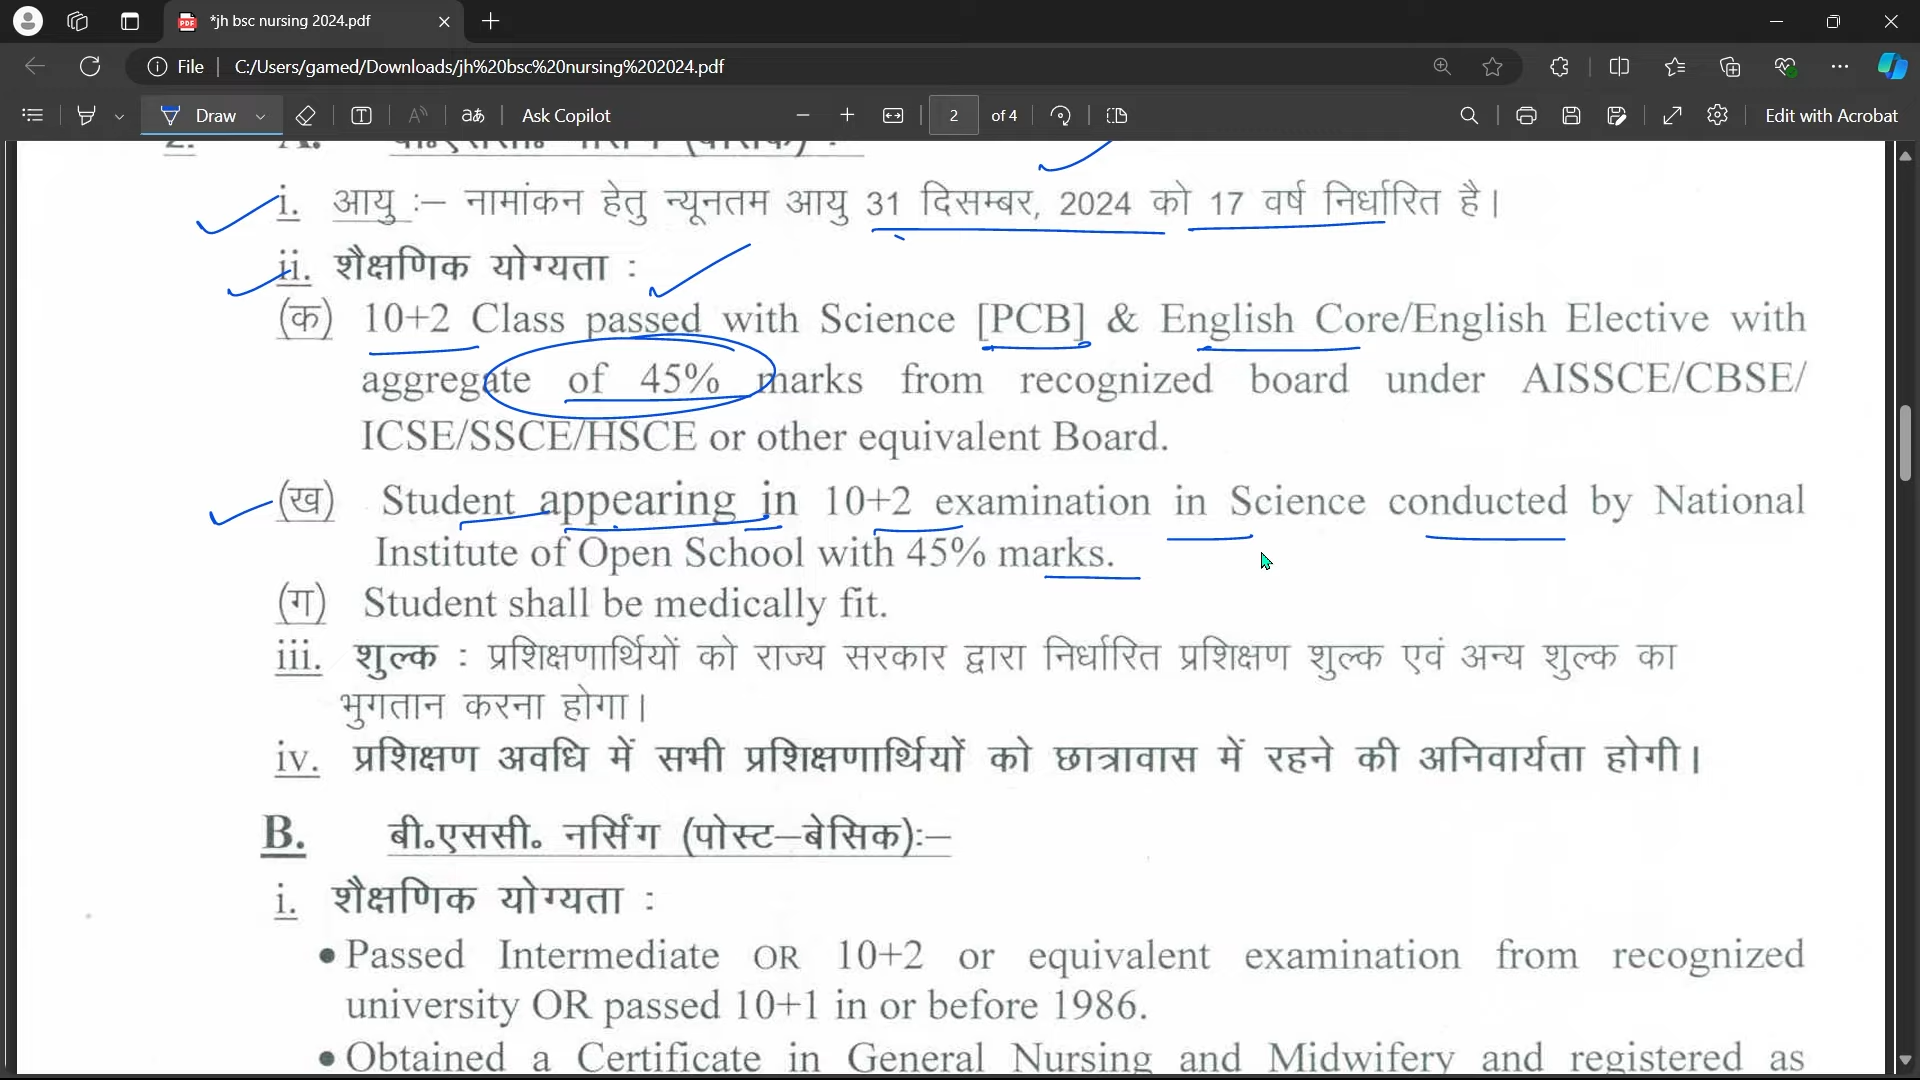 *jh bsc nursing 2024.pdf
File C:/Users/gamed/Downloads/jh%20bsc%20nursing%202024.pdf
Draw Ask Copilot 2 of 4 Edit with Acrobat
2. A. बी.एससी. नर्सिंग (बेसिक) :–
i. आयु :– नामांकन हेतु न्यूनतम आयु 31 दिसम्बर, 2024 को 17 वर्ष निर्धारित है।
ii. शैक्षणिक योग्यता :
(क) 10+2 Class passed with Science [PCB] & English Core/English Elective with
aggregate of 45% marks from recognized board under AISSCE/CBSE/
ICSE/SSCE/HSCE or other equivalent Board.
(ख) Student appearing in 10+2 examination in Science conducted by National
Institute of Open School with 45% marks.
(ग) Student shall be medically fit.
iii. शुल्क : प्रशिक्षणार्थियों को राज्य सरकार द्वारा निर्धारित प्रशिक्षण शुल्क एवं अन्य शुल्क का
भुगतान करना होगा।
iv. प्रशिक्षण अवधि में सभी प्रशिक्षणार्थियों को छात्रावास में रहने की अनिवार्यता होगी।
B. बी॰एससी॰ नर्सिंग (पोस्ट–बेसिक):–
i. शैक्षणिक योग्यता :
• Passed Intermediate OR 10+2 or equivalent examination from recognized
university OR passed 10+1 in or before 1986.
• Obtained a Certificate in General Nursing and Midwifery and registered as